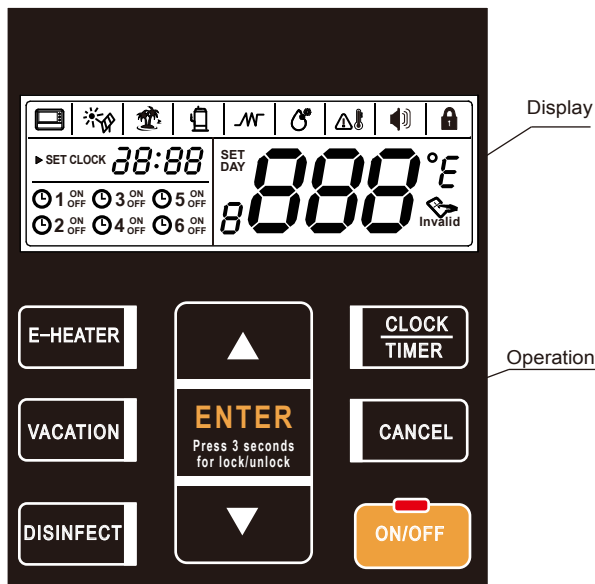 Display
SET CLOCK 28:88
SET
DAY
8 888 °E
1 ON OFF 3 ON OFF 5 ON OFF
2 ON OFF 4 ON OFF 6 ON OFF
Invalid
E-HEATER
CLOCK
TIMER
Operation
VACATION
ENTER
Press 3 seconds
for lock/unlock
CANCEL
DISINFECT
ON/OFF